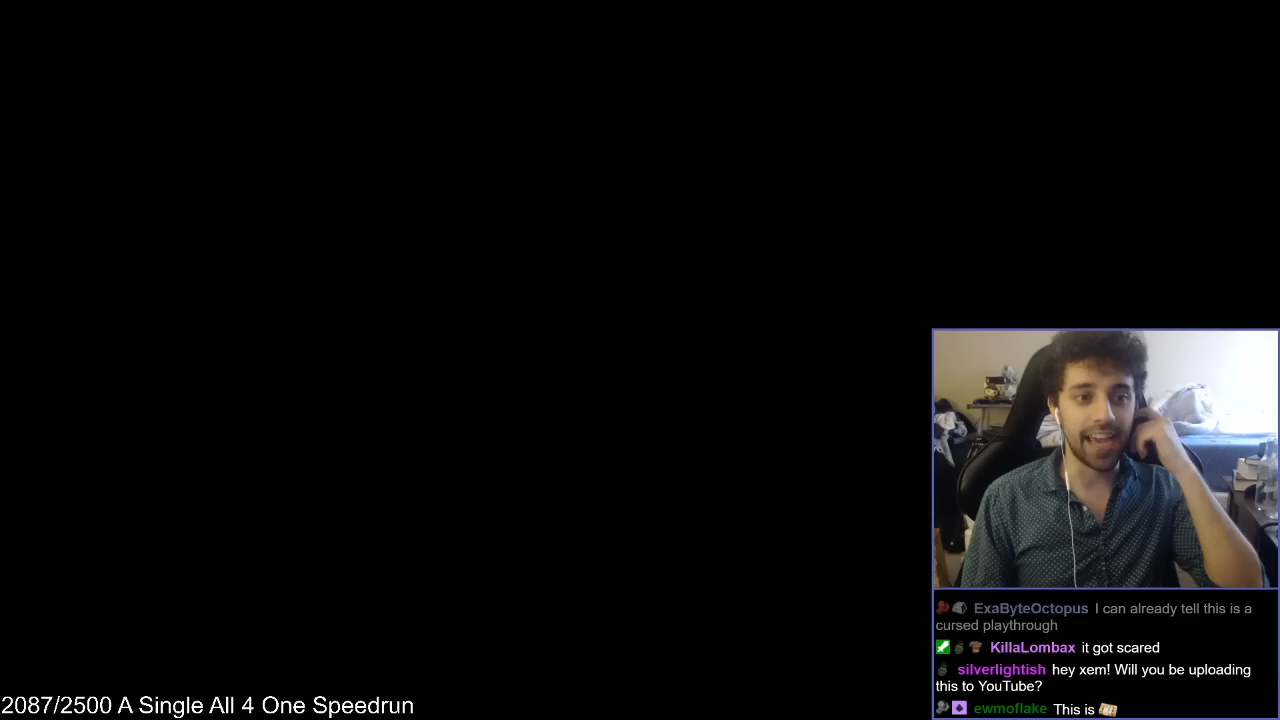 ExaByteOctopus I can already tell this is a
cursed playthrough
KillaLombax it got scared
silverlightish hey xem! Will you be uploading
this to YouTube?
ewmoflake This is
2087/2500 A Single All 4 One Speedrun